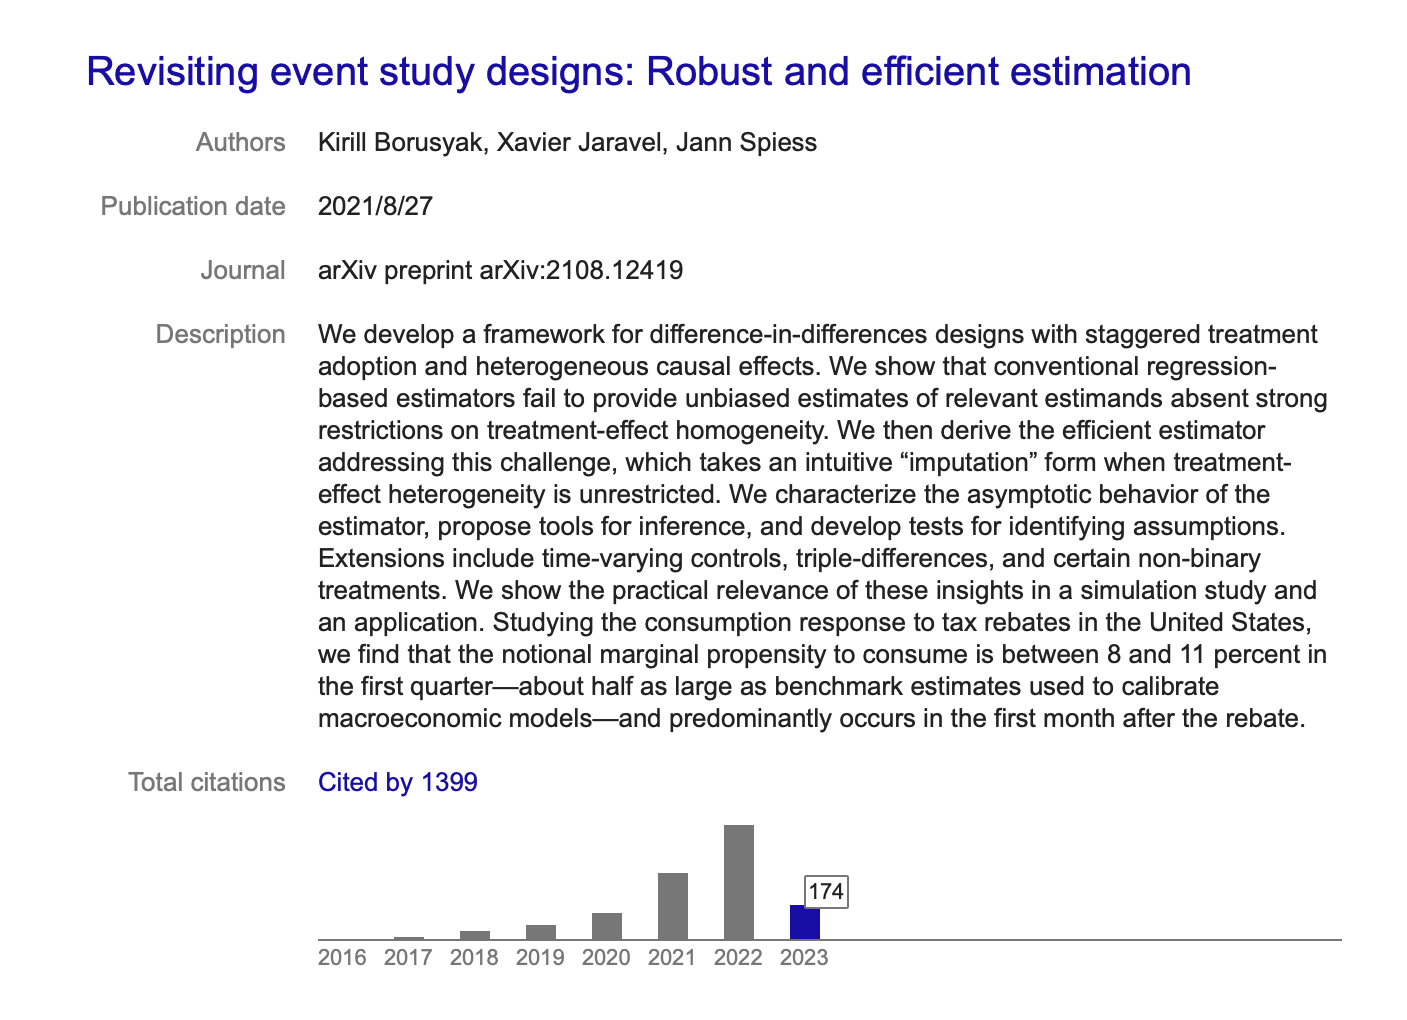 Revisiting event study designs: Robust and efficient estimation
Authors Kirill Borusyak, Xavier Jaravel, Jann Spiess
Publication date 2021/8/27
Journal arXiv preprint arXiv:2108.12419
Description We develop a framework for difference-in-differences designs with staggered treatment
adoption and heterogeneous causal effects. We show that conventional regression-
based estimators fail to provide unbiased estimates of relevant estimands absent strong
restrictions on treatment-effect homogeneity. We then derive the efficient estimator
addressing this challenge, which takes an intuitive “imputation” form when treatment-
effect heterogeneity is unrestricted. We characterize the asymptotic behavior of the
estimator, propose tools for inference, and develop tests for identifying assumptions.
Extensions include time-varying controls, triple-differences, and certain non-binary
treatments. We show the practical relevance of these insights in a simulation study and
an application. Studying the consumption response to tax rebates in the United States,
we find that the notional marginal propensity to consume is between 8 and 11 percent in
the first quarter—about half as large as benchmark estimates used to calibrate
macroeconomic models—and predominantly occurs in the first month after the rebate.
Total citations Cited by 1399
174
2016 2017 2018 2019 2020 2021 2022 2023